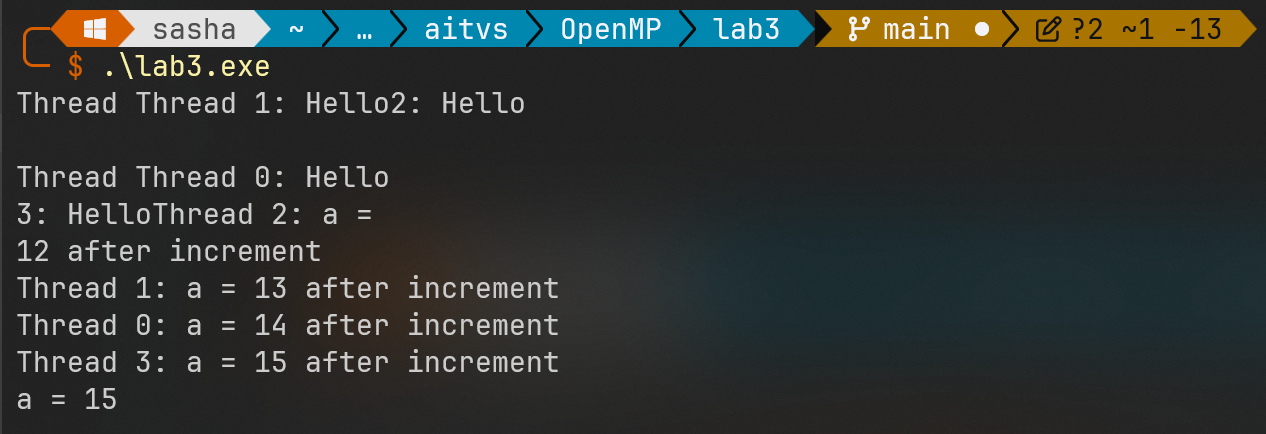 sasha ~ … aitvs OpenMP lab3 main ● ?2 ~1 -13
$ .\lab3.exe
Thread Thread 1: Hello2: Hello
Thread Thread 0: Hello
3: HelloThread 2: a =
12 after increment
Thread 1: a = 13 after increment
Thread 0: a = 14 after increment
Thread 3: a = 15 after increment
a = 15